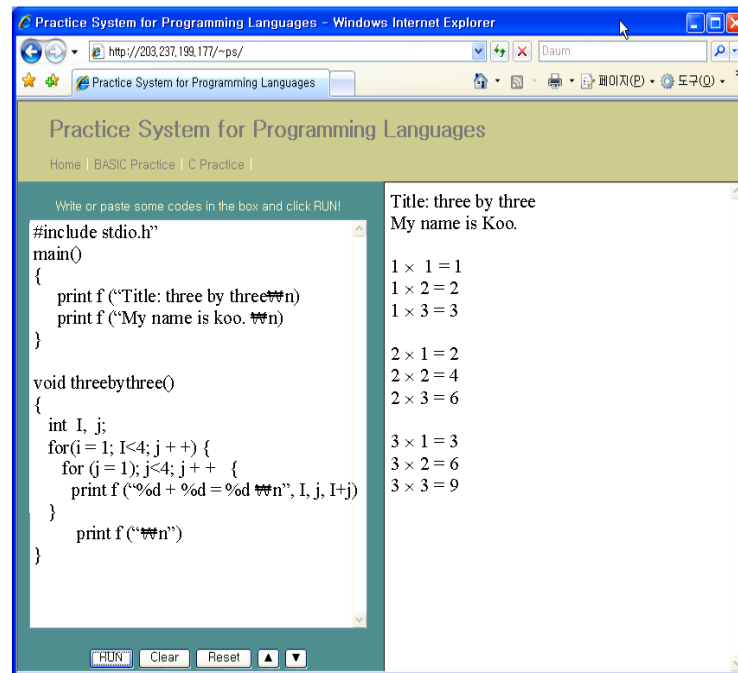 Practice System for Programming Languages - Windows Internet Explorer
http://203,237,199,177/~ps/
Daum
Practice System for Programming Languages
페이지(P)
도구(O)
Practice System for Programming Languages
Home | BASIC Practice | C Practice |
Write or paste some codes in the box and click RUN!
#include stdio.h”
main()
{
print f (“Title: three by three₩n)
print f (“My name is koo. ₩n)
}
void threebythree()
{
int I, j;
for(i = 1; I<4; j + +) {
for (j = 1); j<4; j + + {
print f (“%d + %d = %d ₩n”, I, j, I+j)
}
print f (“₩n”)
}
RUN Clear Reset ▲ ▼
Title: three by three
My name is Koo.
1 × 1 = 1
1 × 2 = 2
1 × 3 = 3
2 × 1 = 2
2 × 2 = 4
2 × 3 = 6
3 × 1 = 3
3 × 2 = 6
3 × 3 = 9